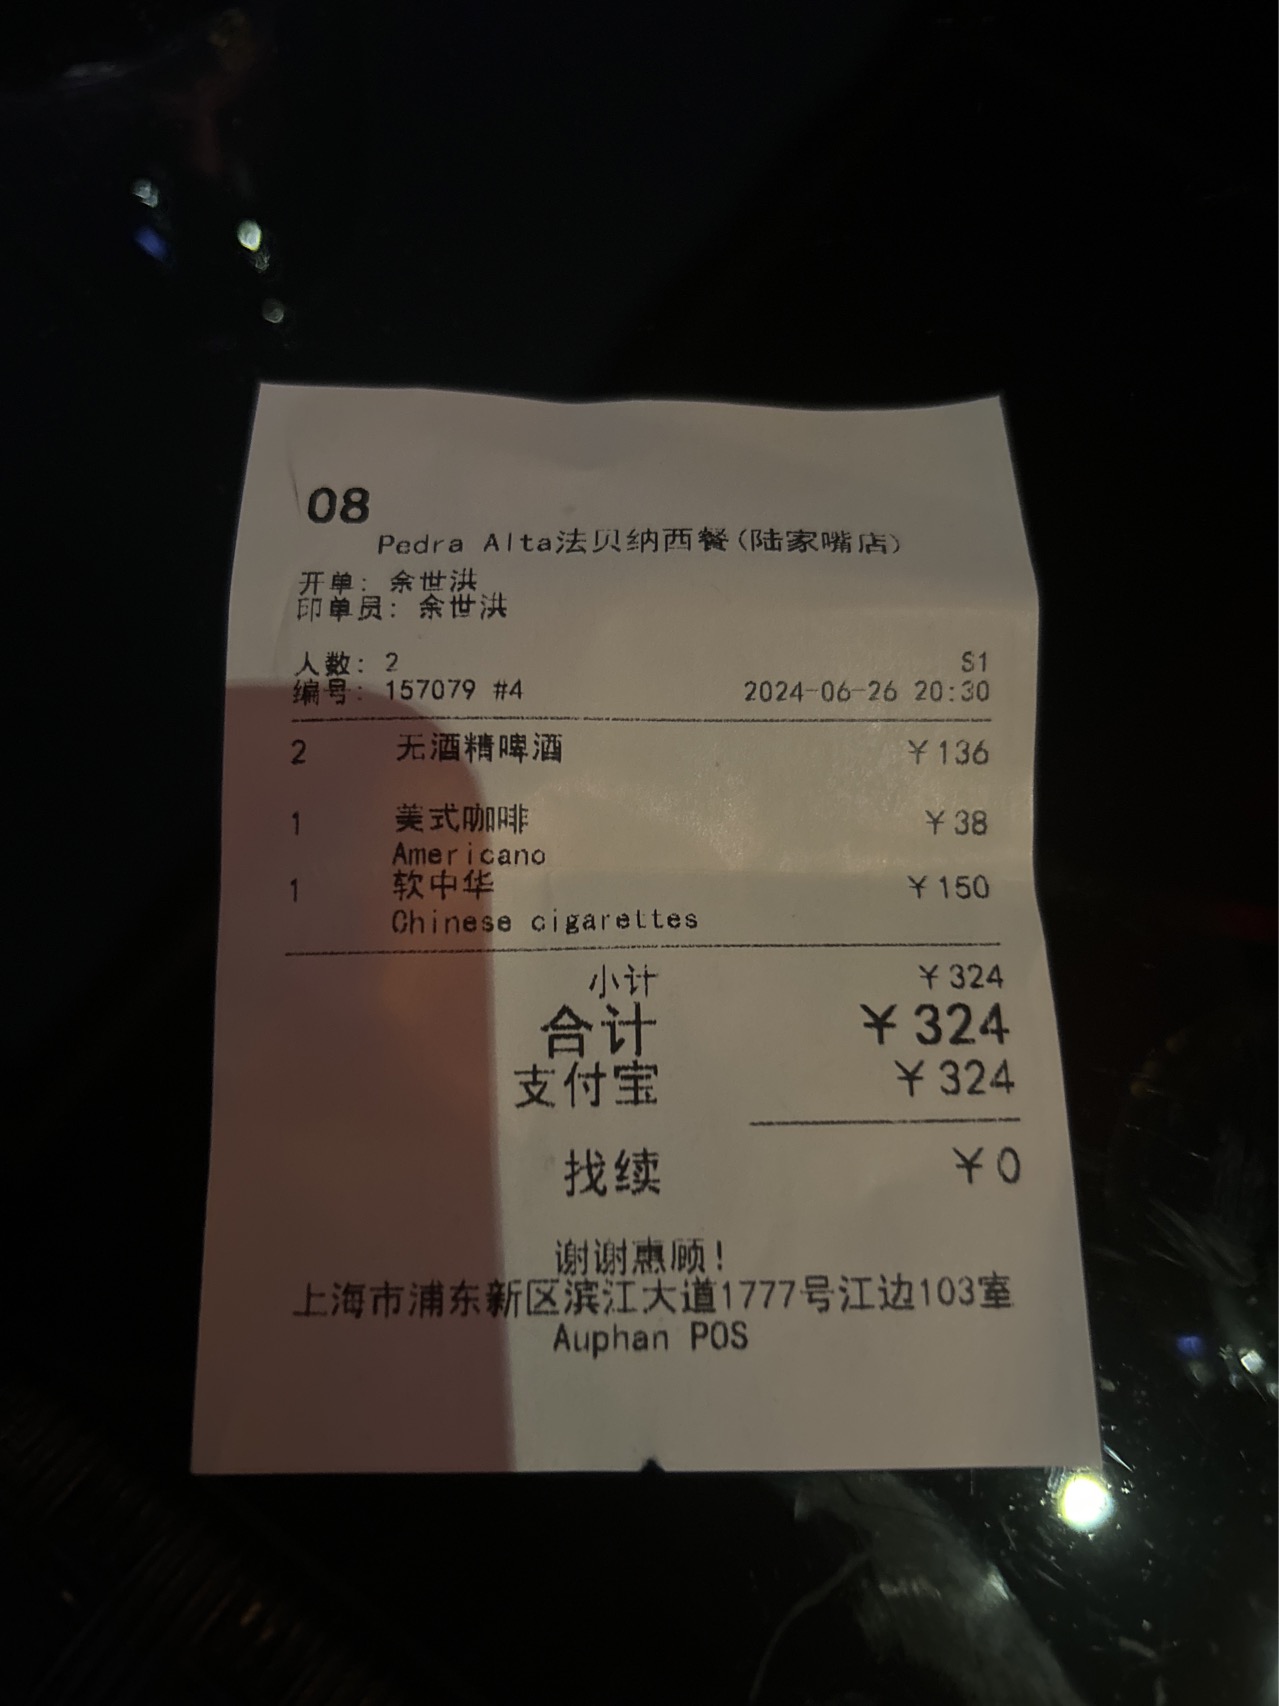 08
Pedra Alta法贝纳西餐(陆家嘴店)
开单: 余世洪
印单员: 余世洪
人数: 2 S1
编号: 157079 #4 2024-06-26 20:30
2 无酒精啤酒 ¥136
1 美式咖啡 ¥38
Americano
1 软中华 ¥150
Chinese cigarettes
小计 ¥324
合计 ¥324
支付宝 ¥324
找续 ¥0
谢谢惠顾!
上海市浦东新区滨江大道1777号江边103室
Auphan POS